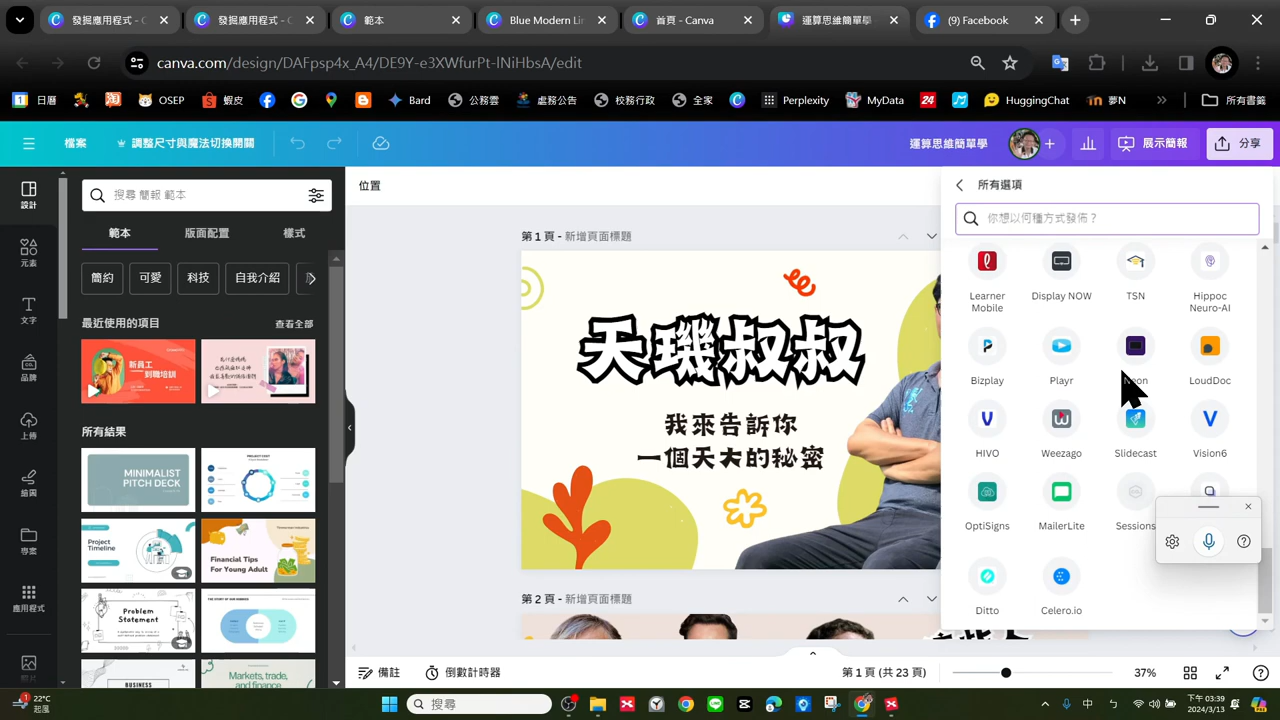 發掘應用程式 - C
發掘應用程式 - C
範本
Blue Modern Li
首頁 - Canva
運算思維簡單學
(9) Facebook
canva.com/design/DAFpsp4x_A4/DE9Y-e3XWfurPt-lNiHbsA/edit
日曆
淘
OSEP
蝦皮
Bard
公務雲
處務公告
校務行政
全家
Perplexity
MyData
24
HuggingChat
夢N
所有書籤
檔案
調整尺寸與魔法切換開關
運算思維簡單學
展示簡報
分享
設計
元素
文字
品牌
上傳
繪圖
專案
應用程式
照片
搜尋 簡報 範本
範本
版面配置
樣式
簡約
可愛
科技
自我介紹
最近使用的項目
查看全部
新員工
到職培訓
所有結果
MINIMALIST
PITCH DECK
PROJECT COST
Project
Timeline
Financial Tips
For Young Adult
Problem
Statement
BUSINESS
Markets, trade,
and finance
位置
第 1 頁 - 新增頁面標題
天璣叔叔
我來告訴你
一個天大的秘密
第 2 頁 - 新增頁面標題
所有選項
你想以何種方式發佈？
Learner
Mobile
Display NOW
TSN
Hippoc
Neuro-AI
Bizplay
Playr
Neon
LoudDoc
HIVO
Weezago
Slidecast
Vision6
OptiSigns
MailerLite
Sessions
Ditto
Celero.io
備註
倒數計時器
第 1 頁 (共 23 頁)
37%
22°C
起風
搜尋
中
下午 03:39
2024/3/13